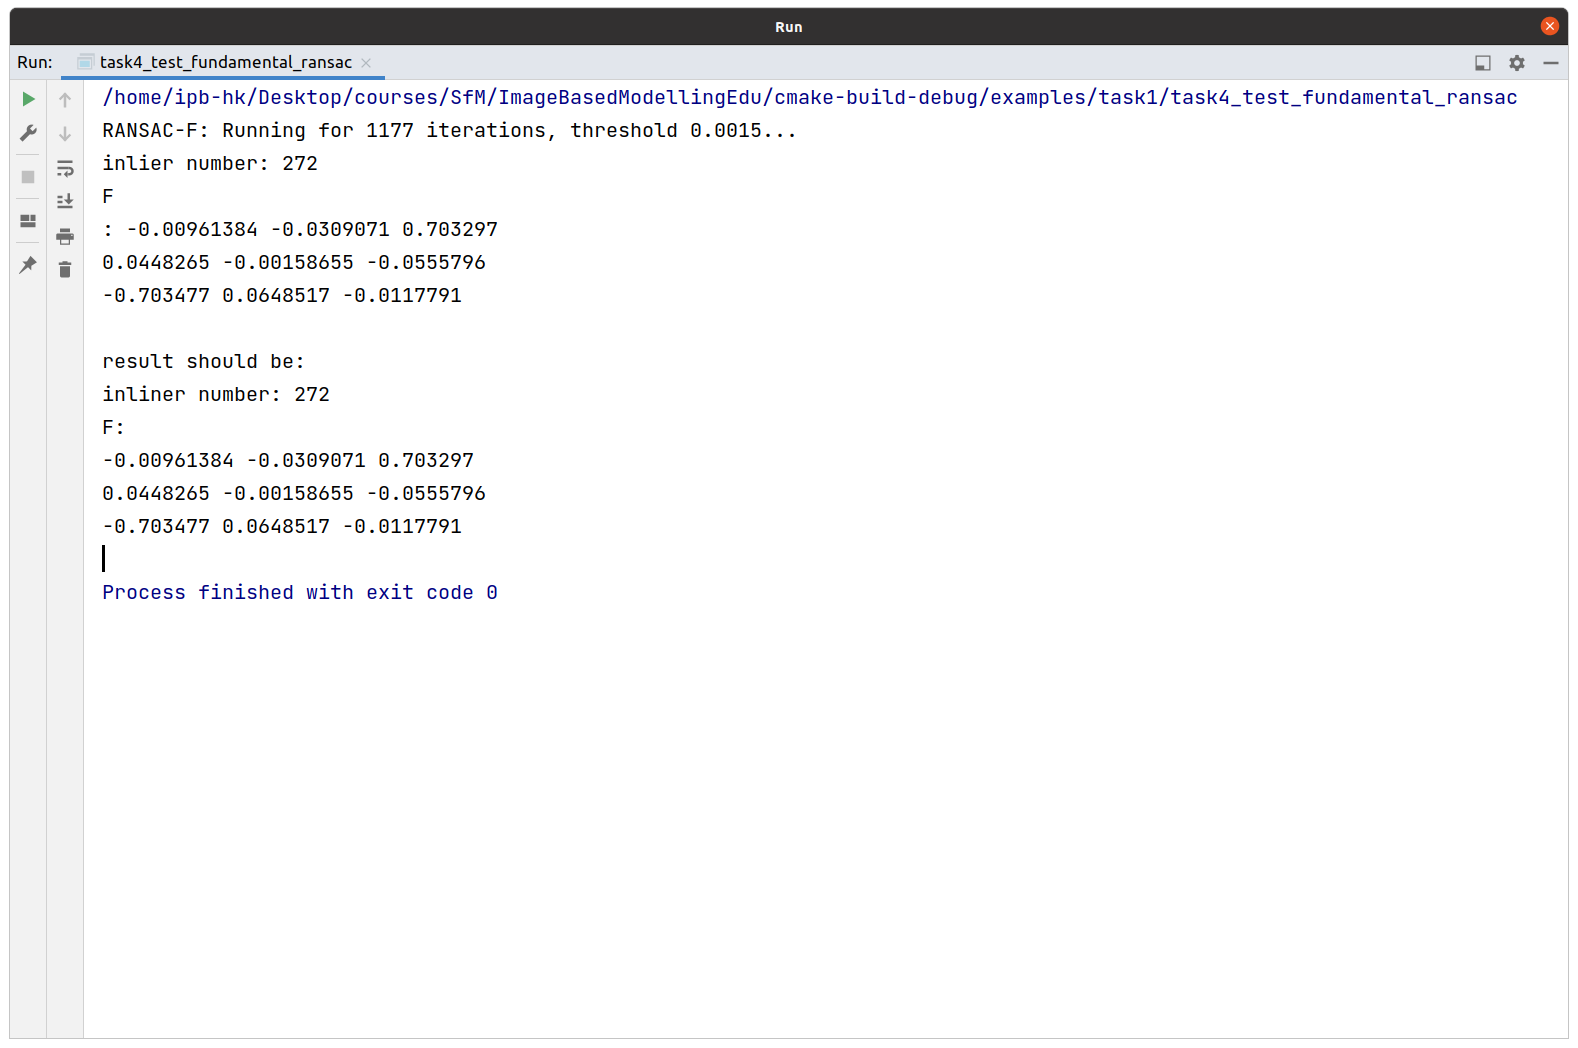 Run
Run: task4_test_fundamental_ransac
/home/ipb-hk/Desktop/courses/SfM/ImageBasedModellingEdu/cmake-build-debug/examples/task1/task4_test_fundamental_ransac
RANSAC-F: Running for 1177 iterations, threshold 0.0015...
inlier number: 272
F
: -0.00961384 -0.0309071 0.703297
0.0448265 -0.00158655 -0.0555796
-0.703477 0.0648517 -0.0117791
result should be:
inliner number: 272
F:
-0.00961384 -0.0309071 0.703297
0.0448265 -0.00158655 -0.0555796
-0.703477 0.0648517 -0.0117791
Process finished with exit code 0